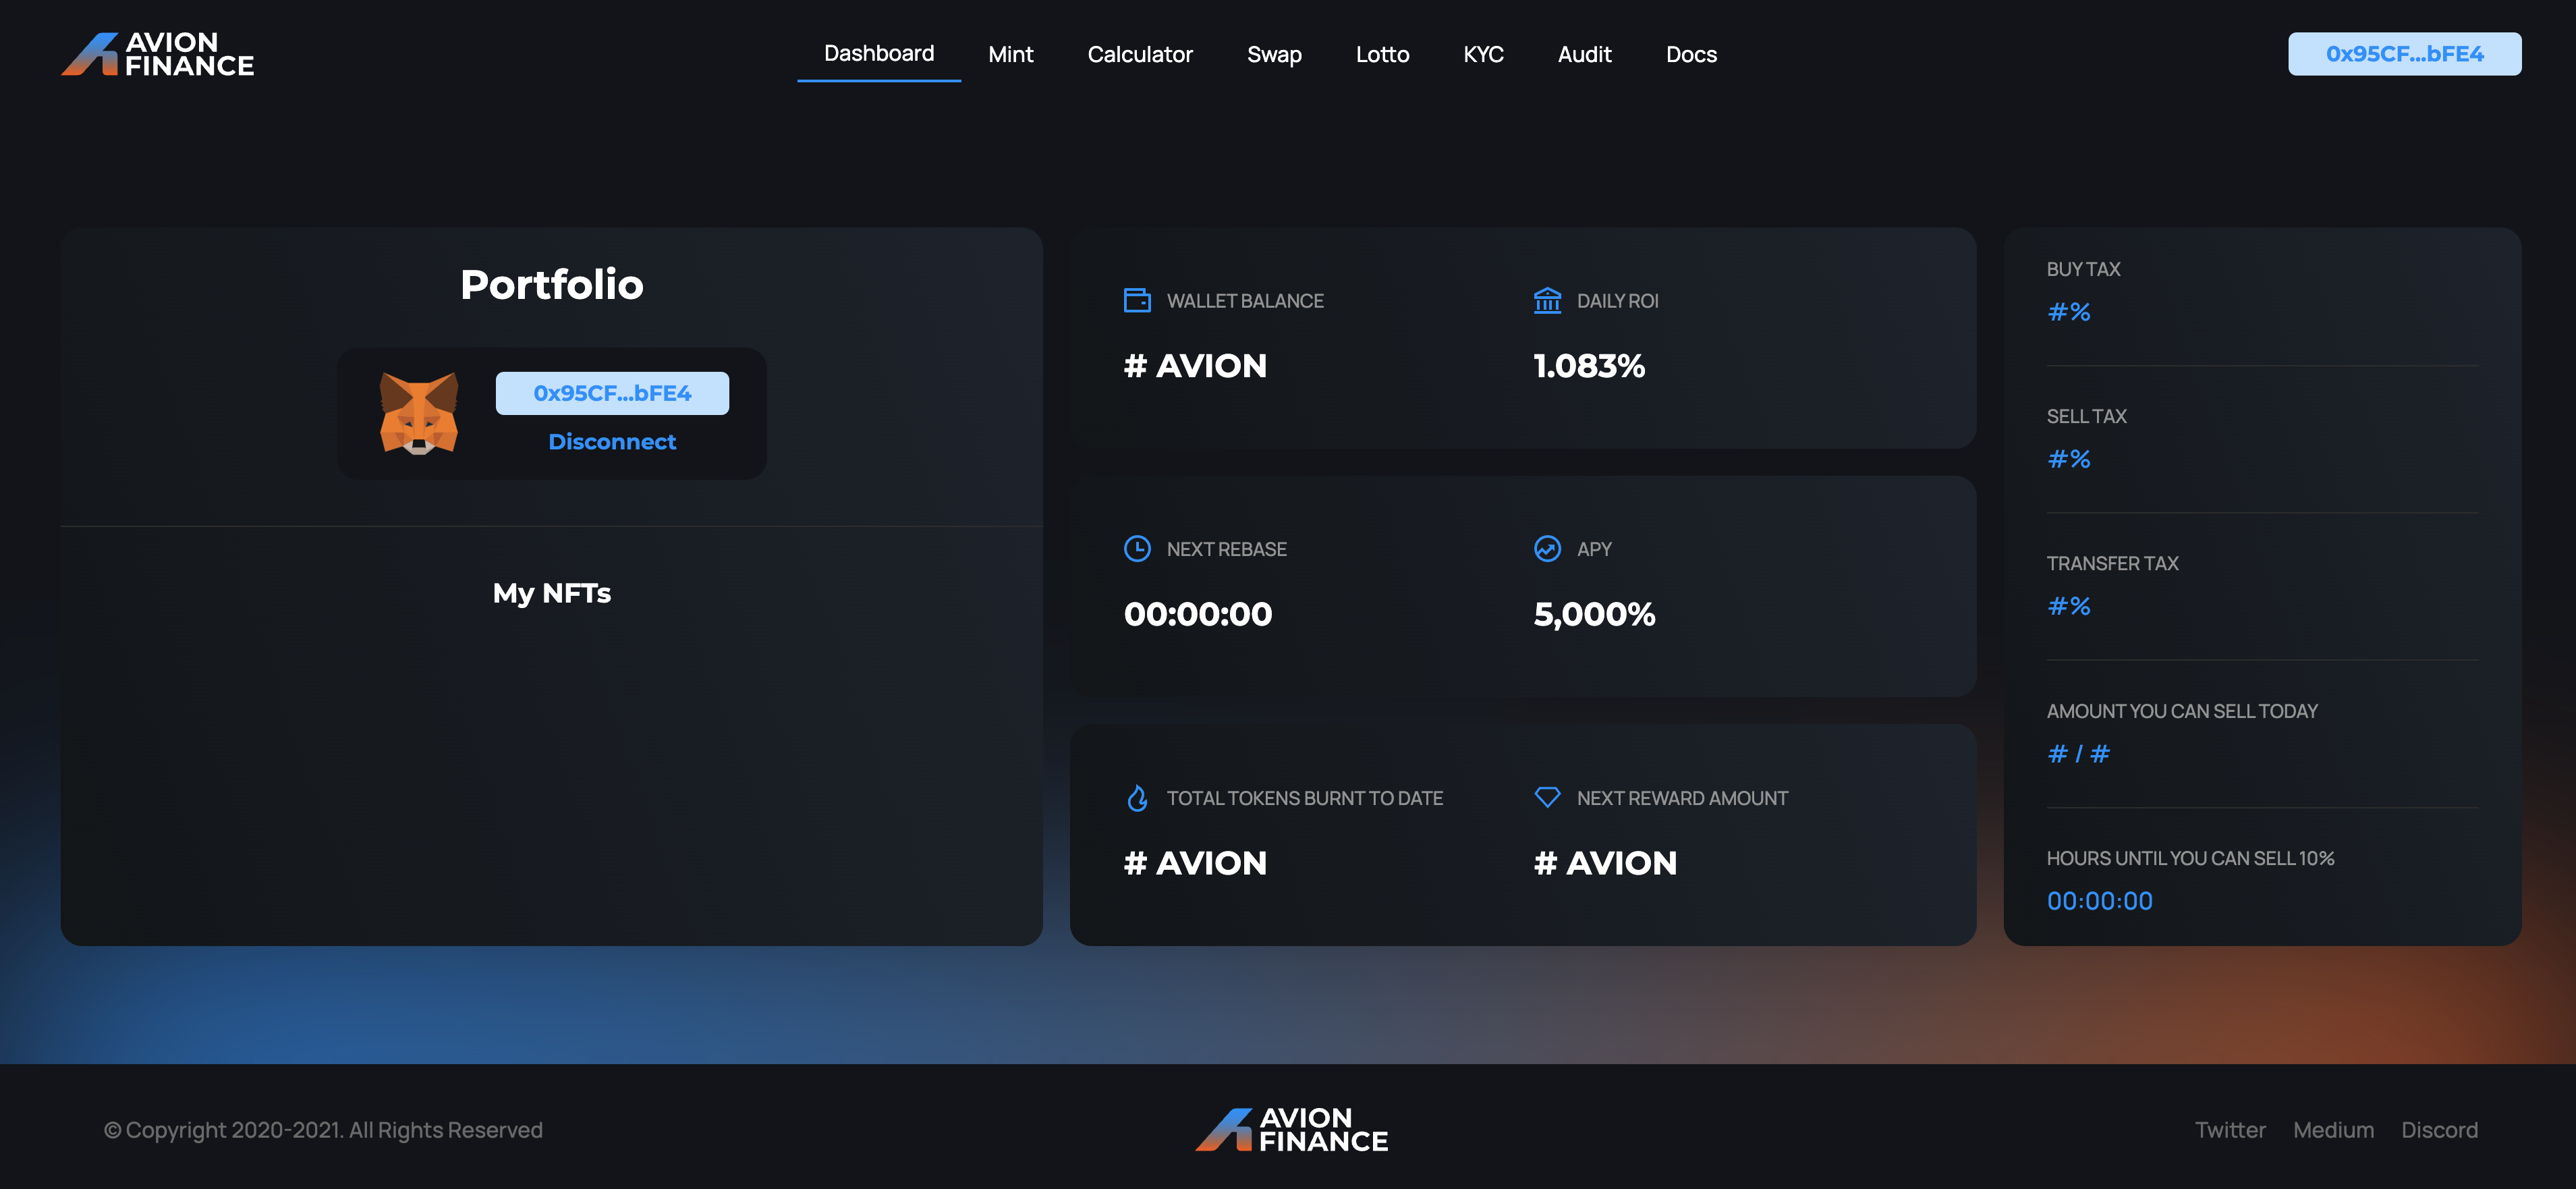 AVION
FINANCE
Dashboard Mint Calculator Swap Lotto KYC Audit Docs
0x95CF...bFE4
Portfolio
0x95CF...bFE4
Disconnect
My NFTs
WALLET BALANCE
# AVION
DAILY ROI
1.083%
NEXT REBASE
00:00:00
APY
5,000%
TOTAL TOKENS BURNT TO DATE
# AVION
NEXT REWARD AMOUNT
# AVION
BUY TAX
#%
SELL TAX
#%
TRANSFER TAX
#%
AMOUNT YOU CAN SELL TODAY
# / #
HOURS UNTIL YOU CAN SELL 10%
00:00:00
© Copyright 2020-2021. All Rights Reserved
AVION
FINANCE
Twitter Medium Discord